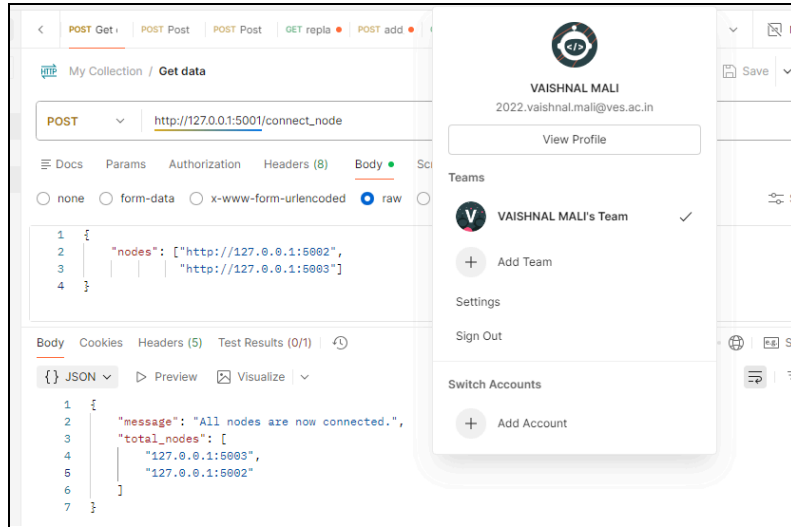 POST Get
POST Post
POST Post
GET repla
POST add
HTTP My Collection / Get data
Save
POST http://127.0.0.1:5001/connect_node
Docs Params Authorization Headers (8) Body
none form-data x-www-form-urlencoded raw
1 {
2 "nodes": ["http://127.0.0.1:5002",
3 "http://127.0.0.1:5003"]
4 }
Body Cookies Headers (5) Test Results (0/1)
e.g.
{} JSON Preview Visualize
1 {
2 "message": "All nodes are now connected.",
3 "total_nodes": [
4 "127.0.0.1:5003",
5 "127.0.0.1:5002"
6 ]
7 }
</>
VAISHNAL MALI
2022.vaishnal.mali@ves.ac.in
View Profile
Teams
V VAISHNAL MALI's Team
+ Add Team
Settings
Sign Out
Switch Accounts
+ Add Account